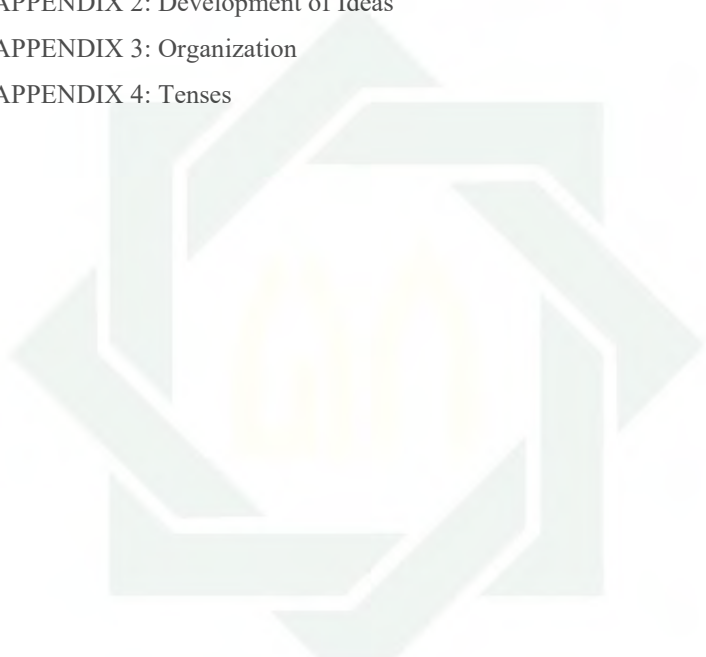 APPENDIX 2: Development of Ideas
APPENDIX 3: Organization
APPENDIX 4: Tenses